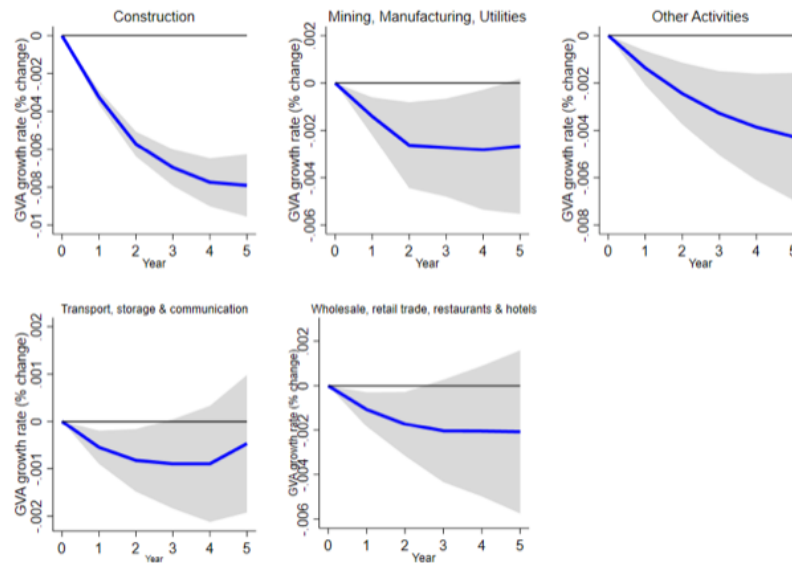 Construction
GVA growth rate (% change)
0
-.002
-.004
-.006
-.008
-.01
0 1 2 3 4 5
Year
Mining, Manufacturing, Utilities
GVA growth rate (% change)
.002
0
-.002
-.004
-.006
0 1 2 3 4 5
Year
Other Activities
GVA growth rate (% change)
0
-.002
-.004
-.006
-.008
0 1 2 3 4 5
Year
Transport, storage & communication
GVA growth rate (% change)
.002
.001
0
-.001
-.002
0 1 2 3 4 5
Year
Wholesale, retail trade, restaurants & hotels
GVA growth rate (% change)
.002
0
-.002
-.004
-.006
0 1 2 3 4 5
Year